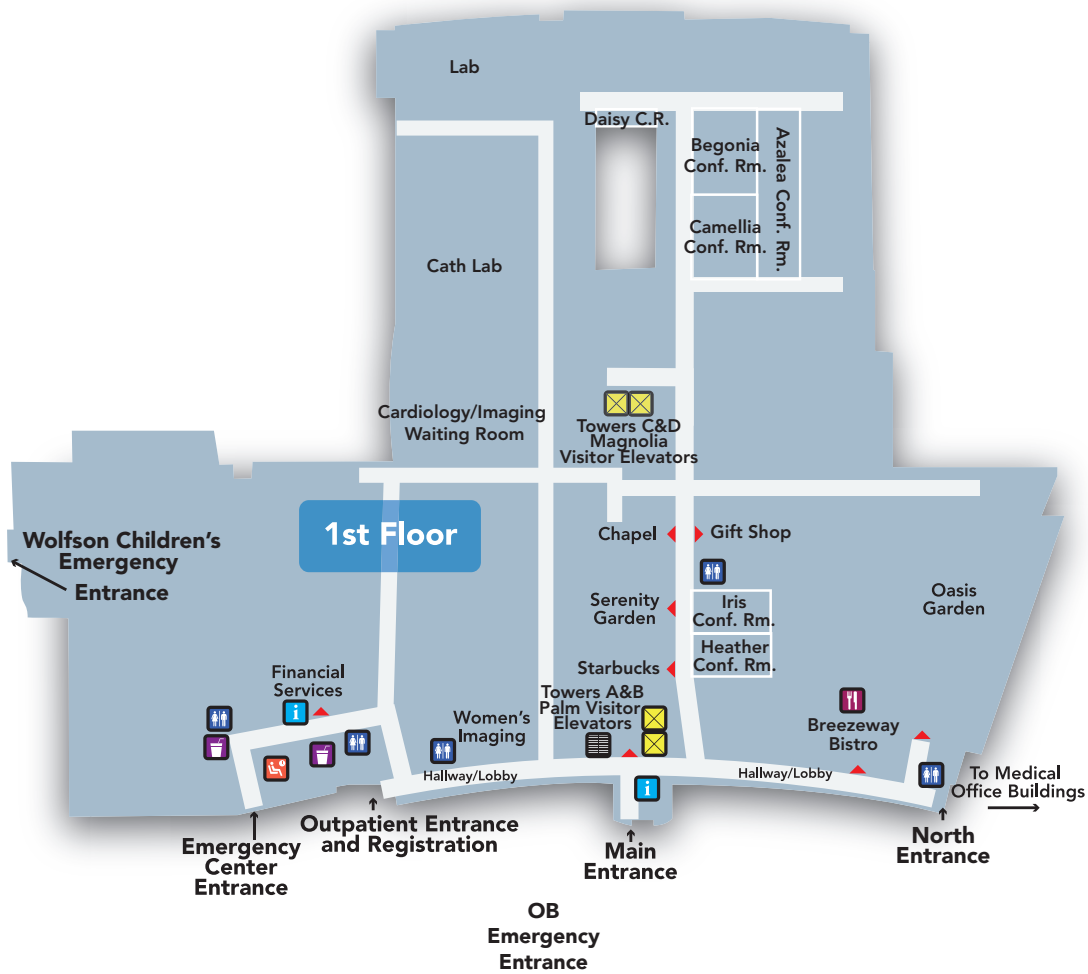 Lab
Daisy C.R.
Begonia
Conf. Rm.
Azalea Conf. Rm.
Camellia
Conf. Rm.
Cath Lab
Cardiology/Imaging
Waiting Room
Towers C&D
Magnolia
Visitor Elevators
1st Floor
Chapel
Gift Shop
Wolfson Children's
Emergency
Entrance
Serenity
Garden
Iris
Conf. Rm.
Oasis
Garden
Heather
Conf. Rm.
Starbucks
Financial
Services
i
Women's
Imaging
Towers A&B
Palm Visitor
Elevators
Breezeway
Bistro
Hallway/Lobby
Hallway/Lobby
i
To Medical
Office Buildings
Outpatient Entrance
and Registration
Emergency
Center
Entrance
Main
Entrance
North
Entrance
OB
Emergency
Entrance